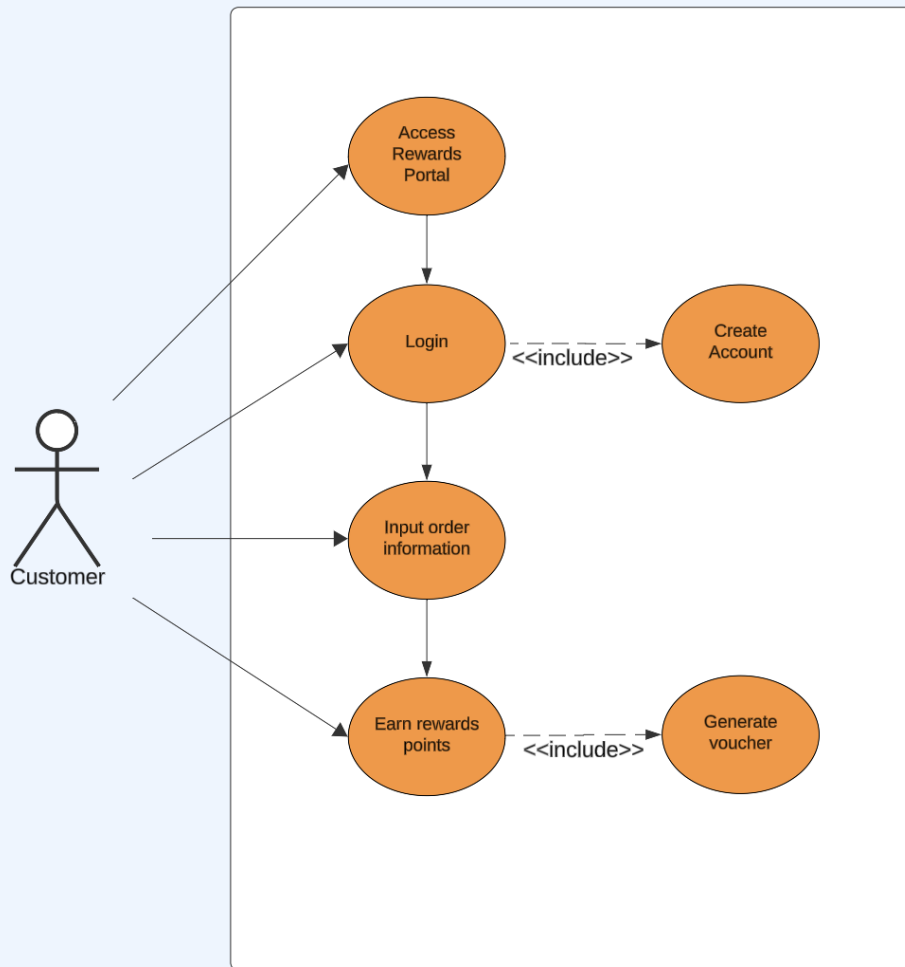 Access
Rewards
Portal
Login
<<include>>
Create
Account
Input order
information
Customer
Earn rewards
points
<<include>>
Generate
voucher